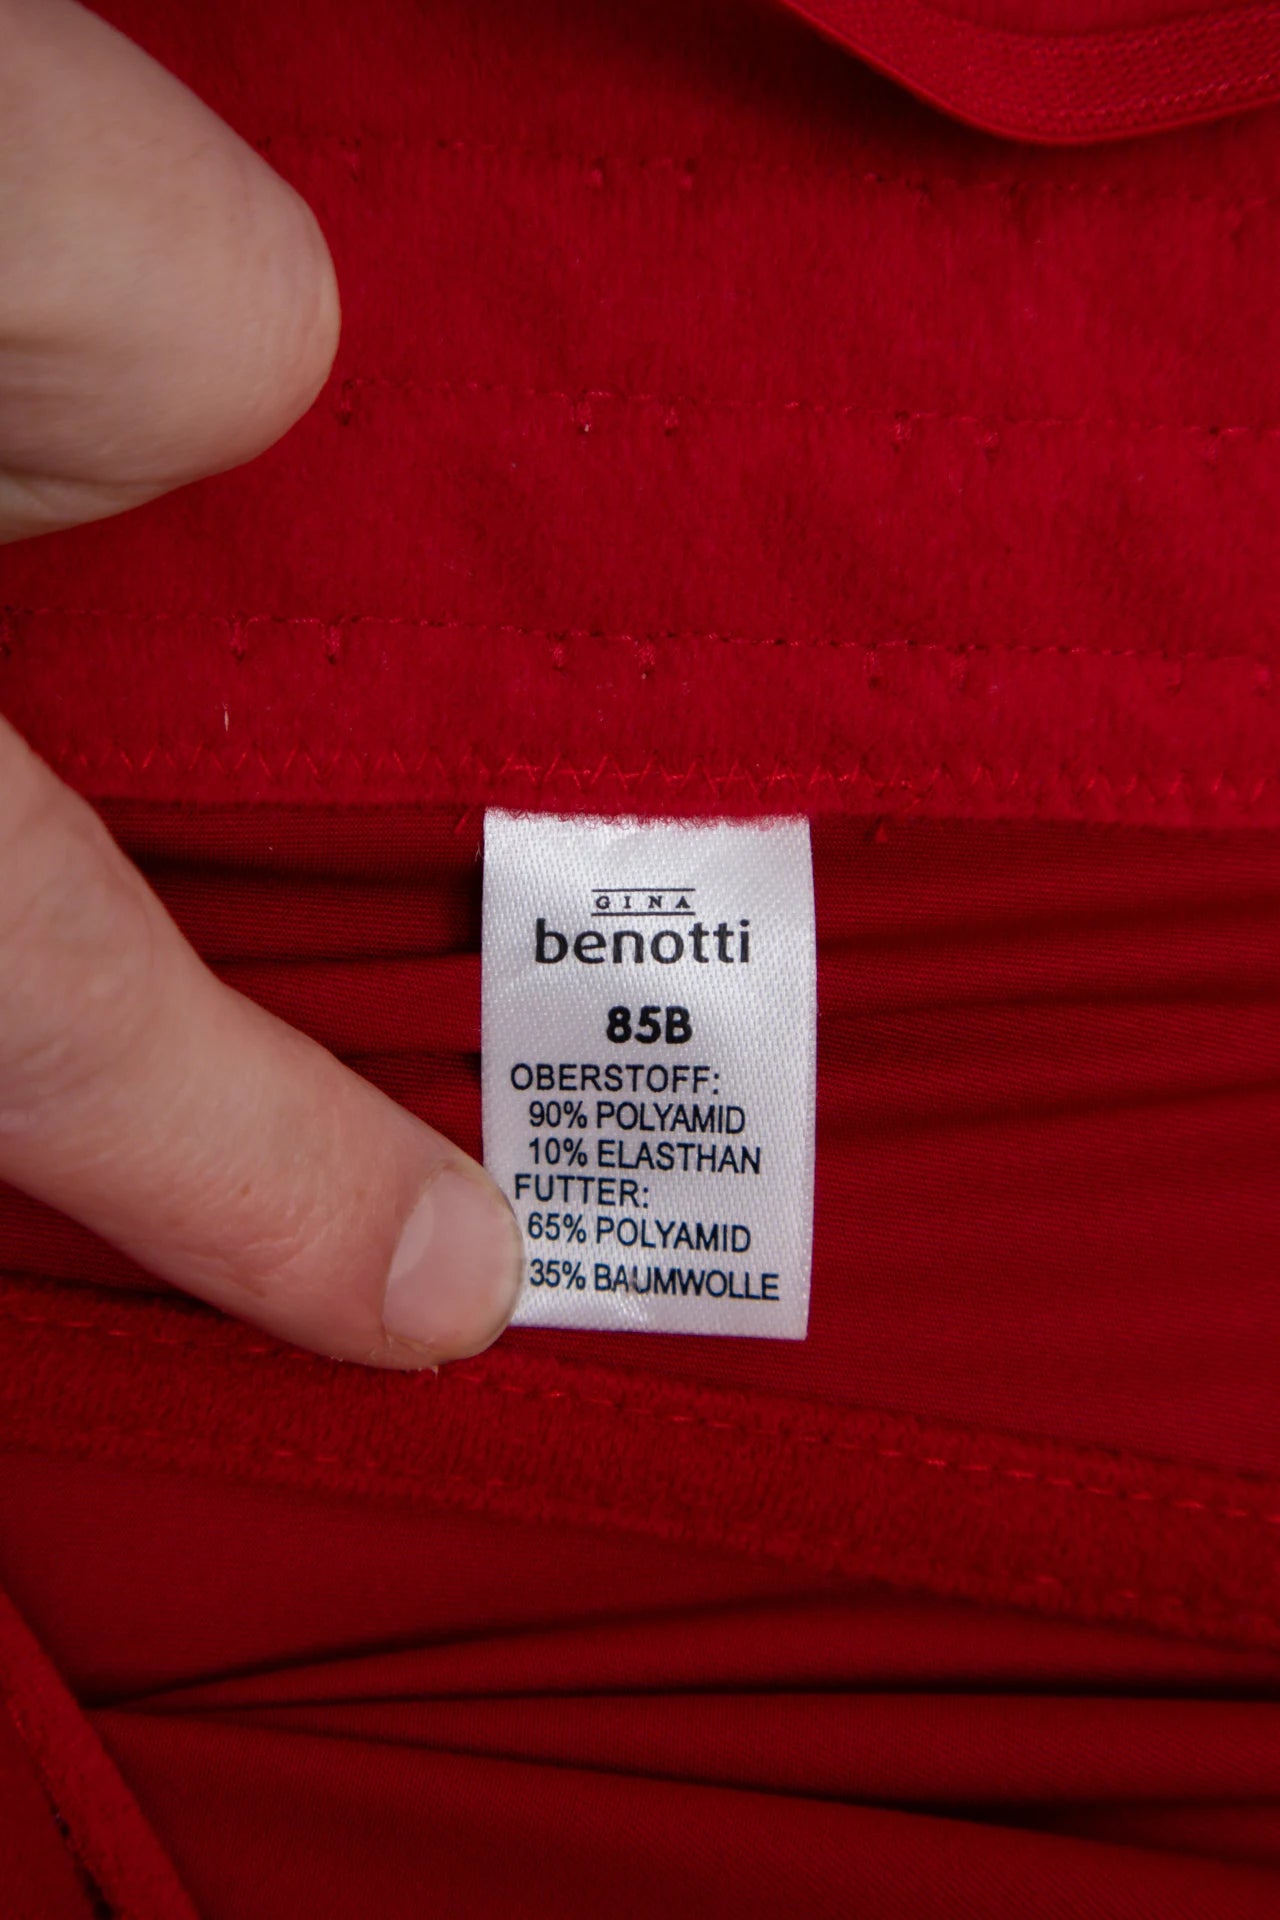 GINA
benotti
85B
OBERSTOFF:
90% POLYAMID
10% ELASTHAN
FUTTER:
65% POLYAMID
35% BAUMWOLLE